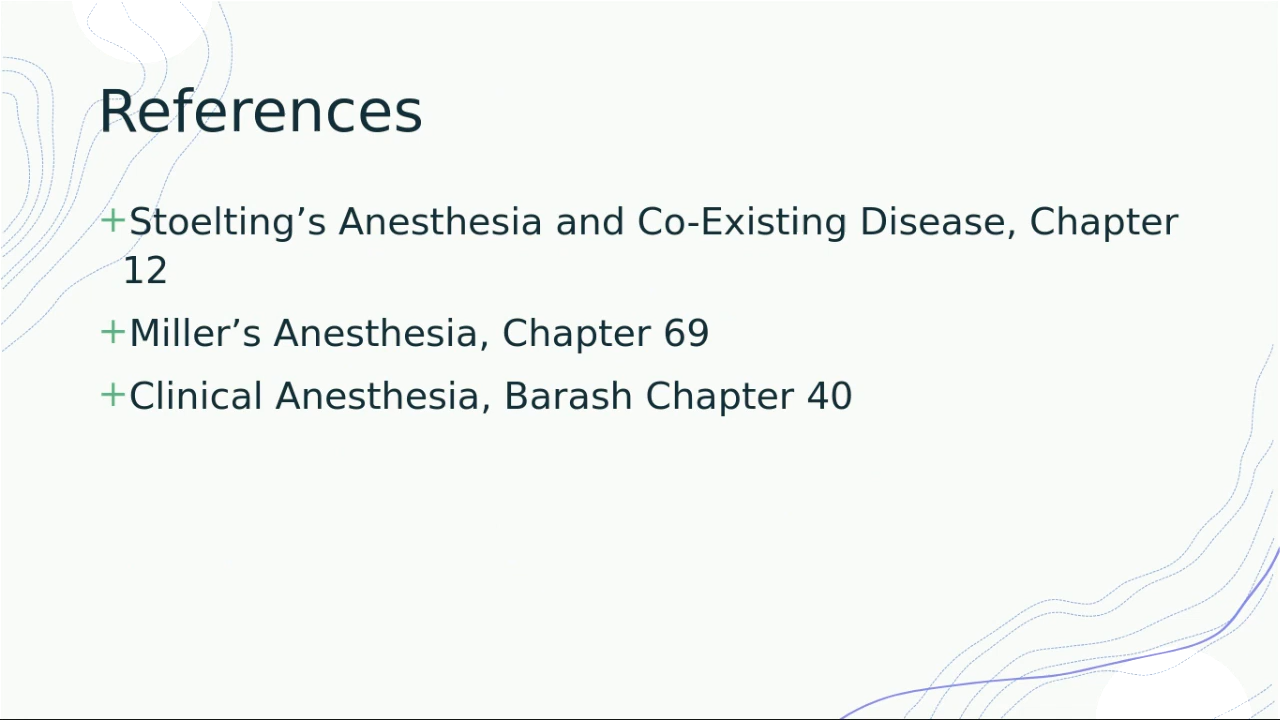 References
+Stoelting’s Anesthesia and Co-Existing Disease, Chapter
12
+Miller’s Anesthesia, Chapter 69
+Clinical Anesthesia, Barash Chapter 40